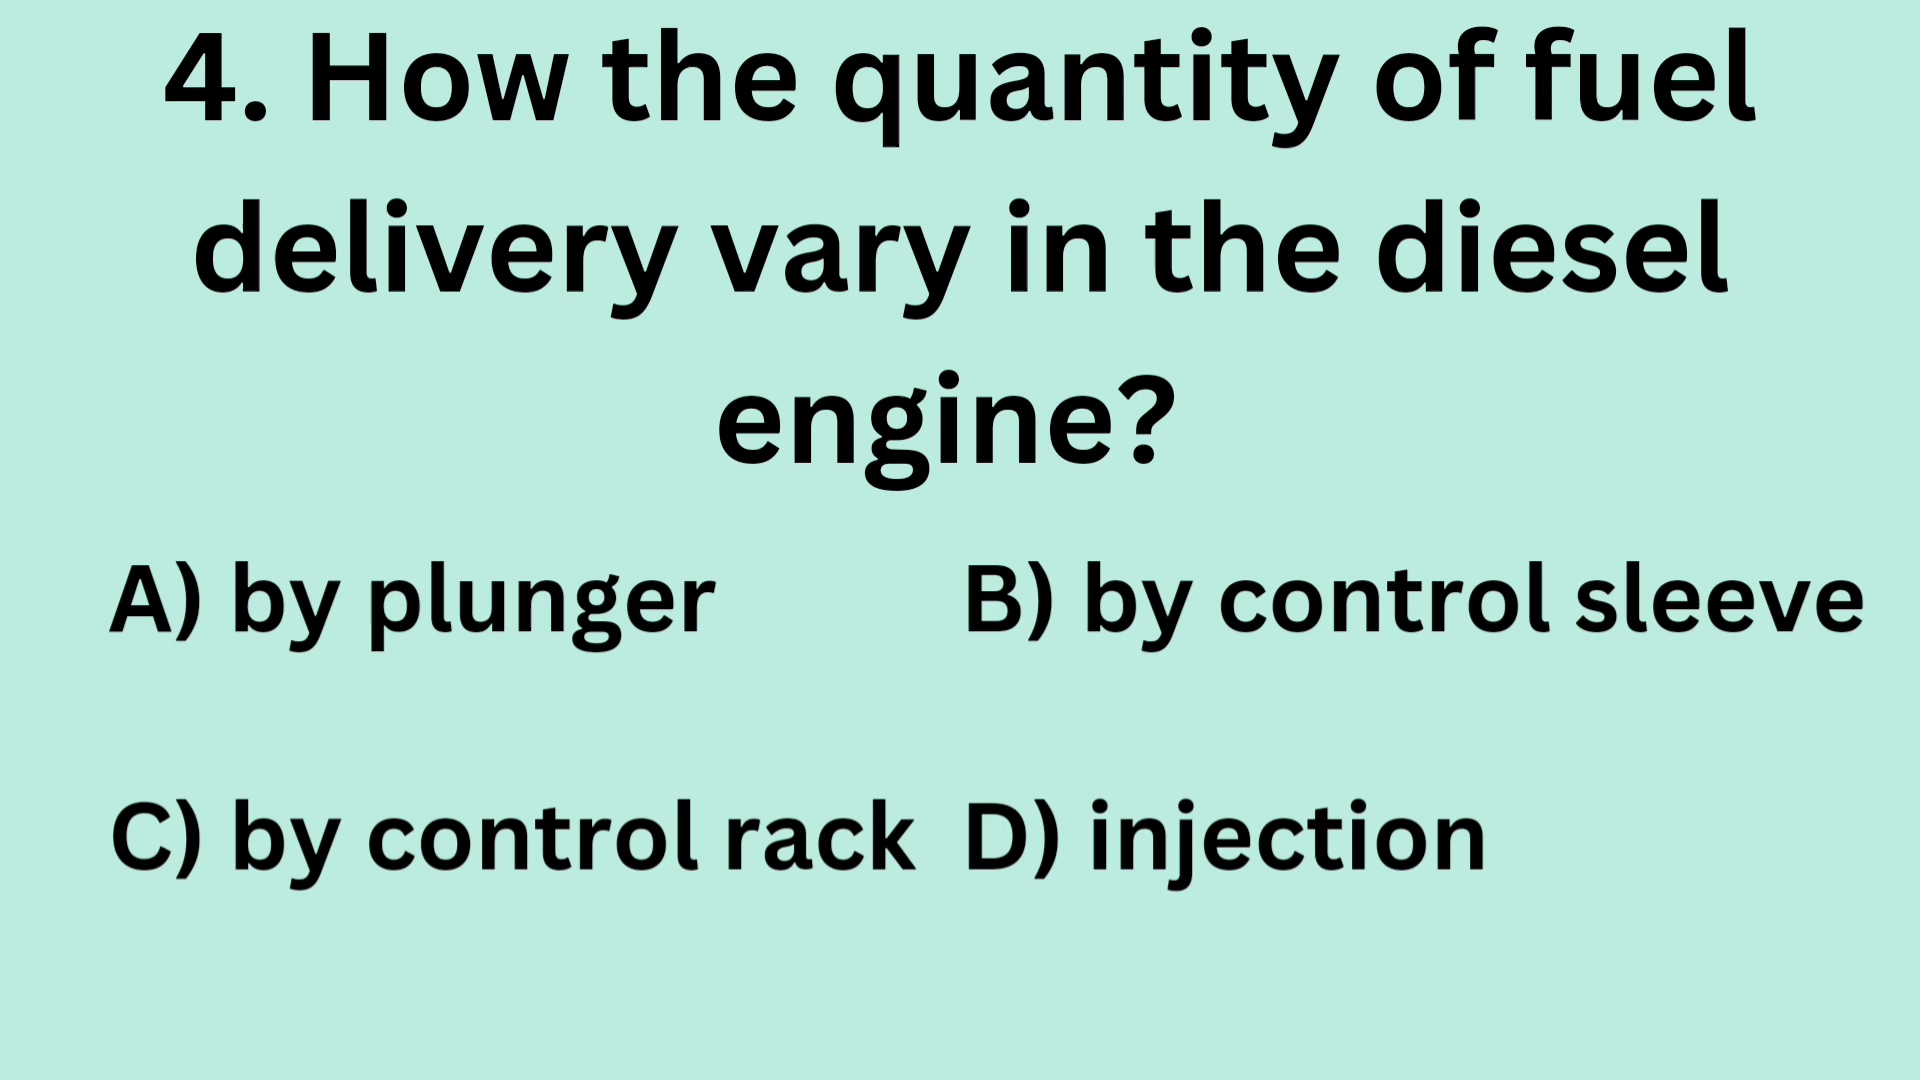 4. How the quantity of fuel
delivery vary in the diesel
engine?
A) by plunger B) by control sleeve
C) by control rack D) injection